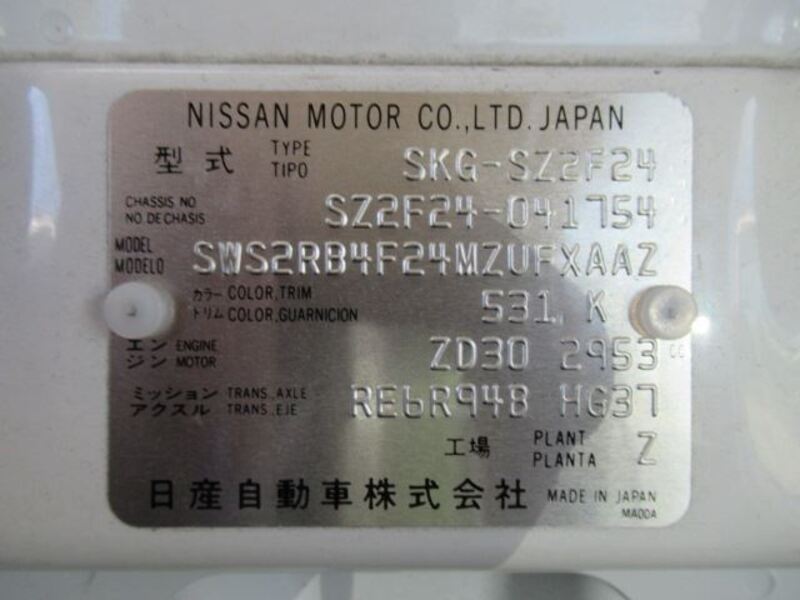 NISSAN MOTOR CO.,LTD. JAPAN
型式 TYPE TIPO SKG-SZ2F24
CHASSIS NO NO.DE CHASIS SZ2F24-041754
MODEL MODELO SWS2RB4F24MZUFXAAZ
カラー トリム COLOR,TRIM COLOR,GUARNICION 531, K
エンジン ENGINE MOTOR ZD30 2953 CC
ミッション アクスル TRANS.,AXLE TRANS.,EJE RE6R94B HG37
工場 PLANT PLANTA Z
日産自動車株式会社 MADE IN JAPAN
MA0DA